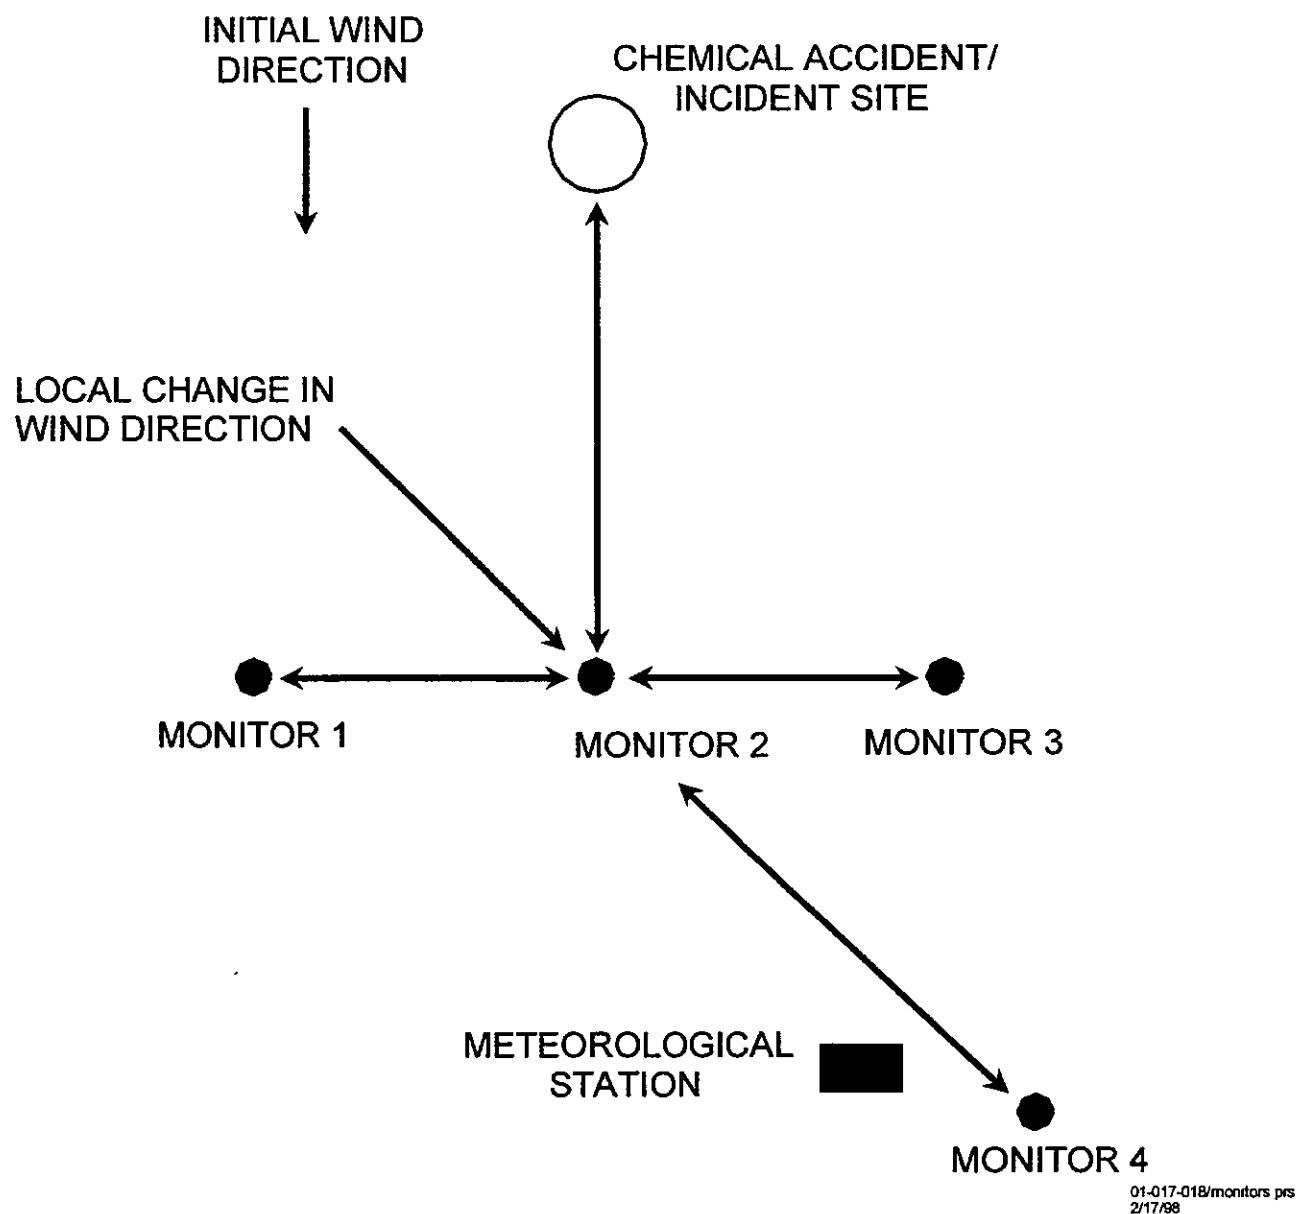 INITIAL WIND
DIRECTION
CHEMICAL ACCIDENT/
INCIDENT SITE
LOCAL CHANGE IN
WIND DIRECTION
MONITOR 1
MONITOR 2
MONITOR 3
METEOROLOGICAL
STATION
MONITOR 4
01-017-018/monitors prs
2/17/98